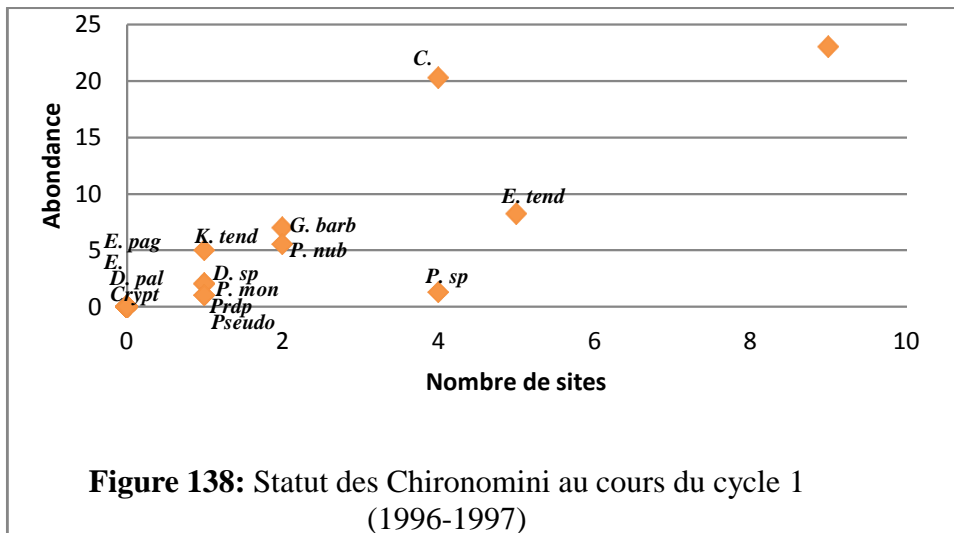 25
20
15
10
5
0
Abondance
C.
E. tend
G. barb
P. nub
K. tend
E. pag
E.
D. pal
Crypt
D. sp
P. mon
Prdp
Pseudo
P. sp
0 2 4 6 8 10
Nombre de sites
Figure 138: Statut des Chironomini au cours du cycle 1
(1996-1997)